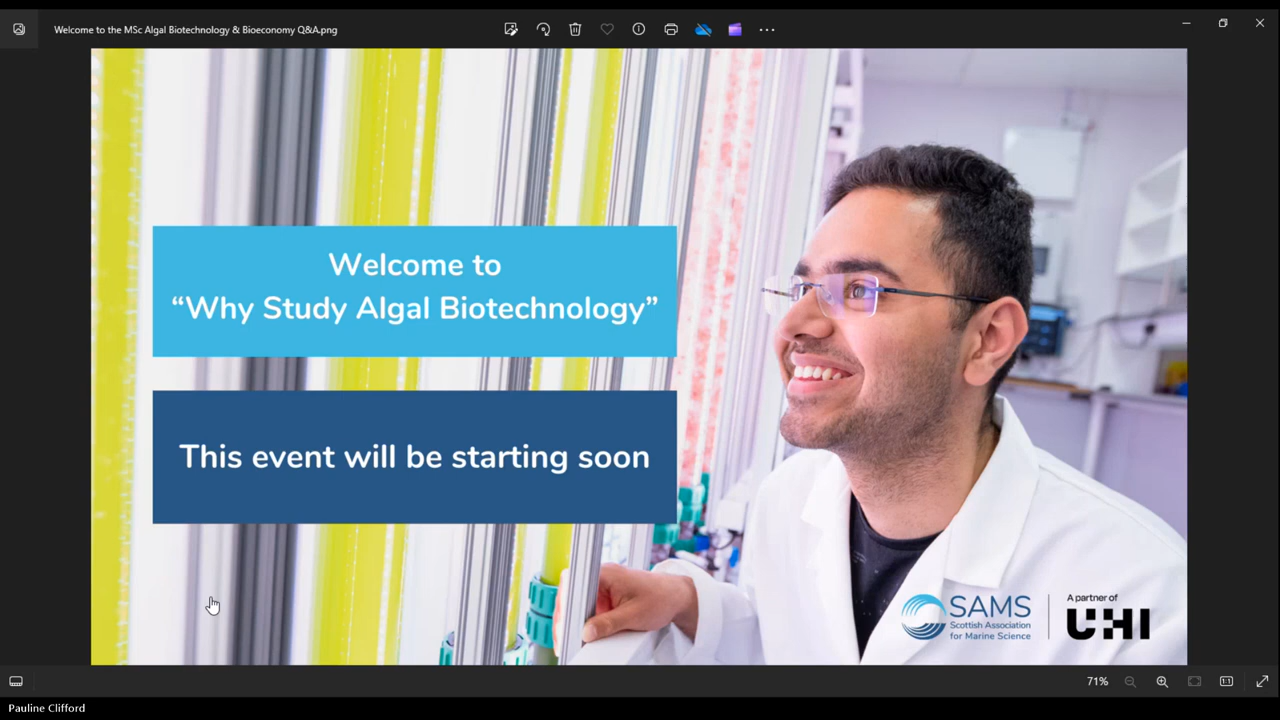 Welcome to the MSc Algal Biotechnology & Bioeconomy Q&A.png
Welcome to
“Why Study Algal Biotechnology”
This event will be starting soon
SAMS
Scottish Association
for Marine Science
A partner of
UHI
71%
Pauline Clifford